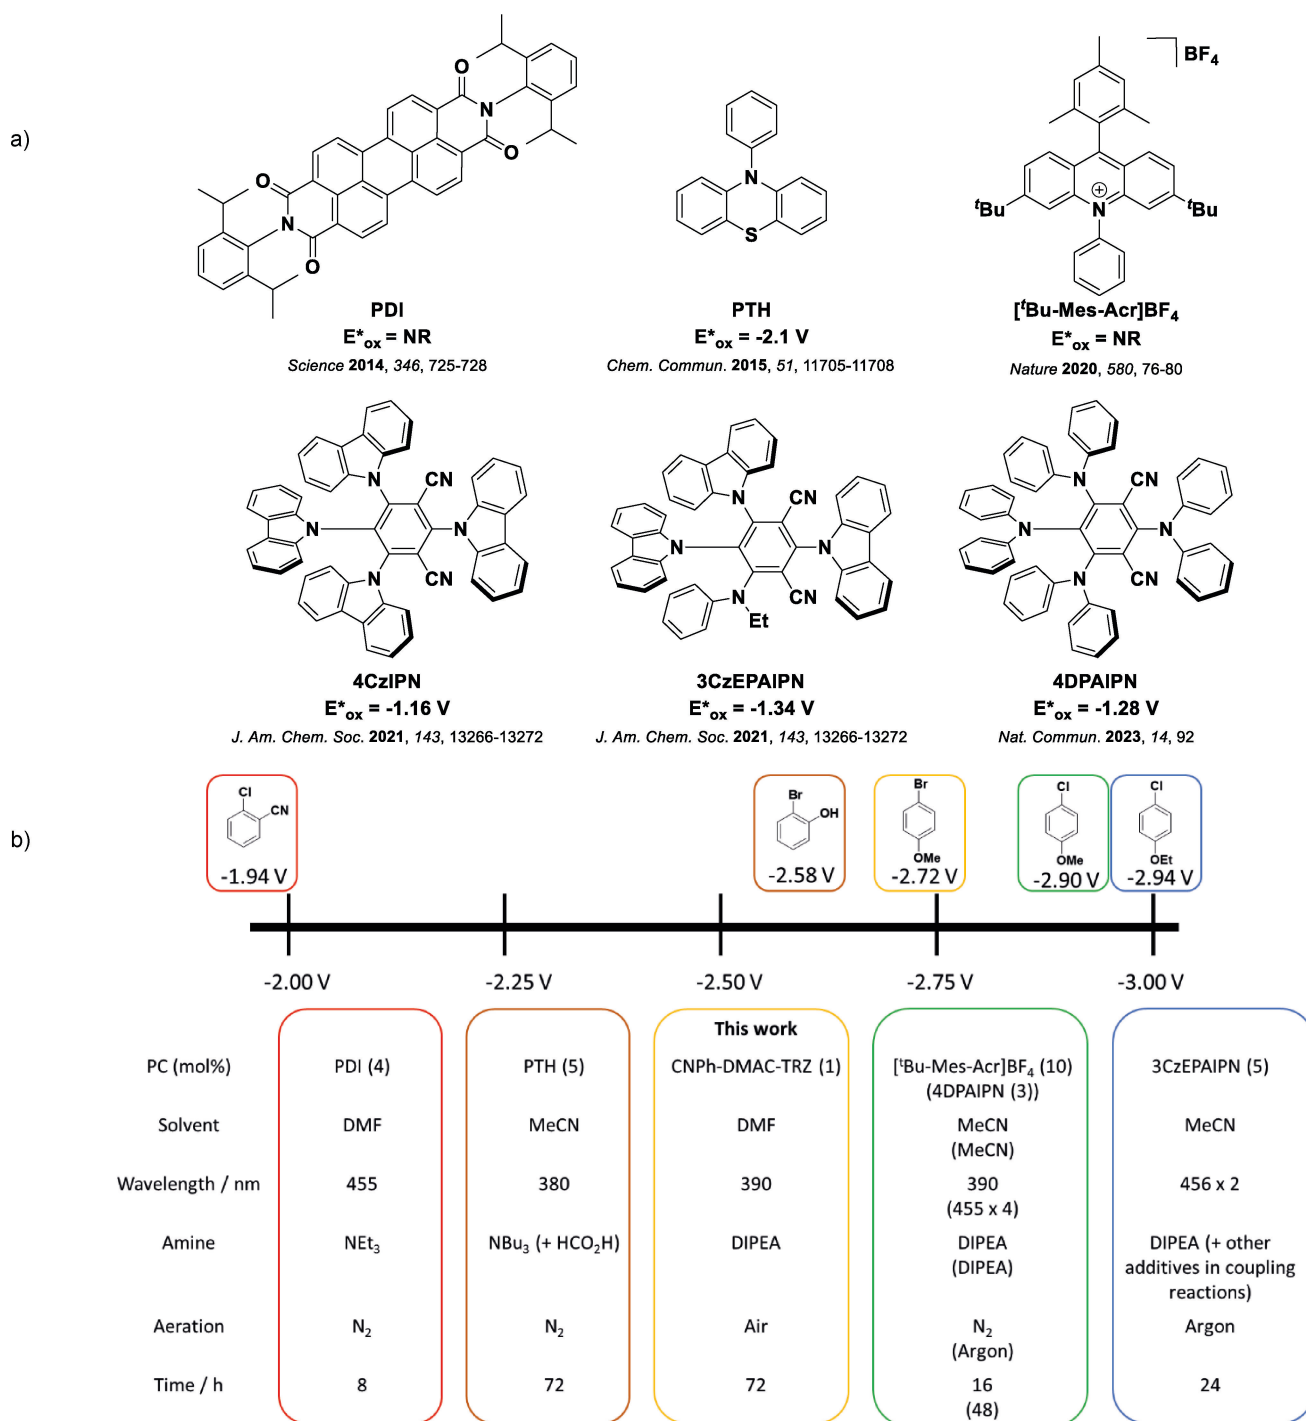 a)
O
N
O
O
N
O
PDI
E*ox = NR
Science 2014, 346, 725-728
N
S
PTH
E*ox = -2.1 V
Chem. Commun. 2015, 51, 11705-11708
BF4
tBu
N
+
tBu
[tBu-Mes-Acr]BF4
E*ox = NR
Nature 2020, 580, 76-80
N
CN
N
N
N
CN
4CzIPN
E*ox = -1.16 V
J. Am. Chem. Soc. 2021, 143, 13266-13272
N
CN
N
N
N
CN
Et
3CzEPAIPN
E*ox = -1.34 V
J. Am. Chem. Soc. 2021, 143, 13266-13272
N
CN
N
N
N
CN
4DPAIPN
E*ox = -1.28 V
Nat. Commun. 2023, 14, 92
b)
Cl
CN
-1.94 V
Br
OH
-2.58 V
Br
OMe
-2.72 V
Cl
OMe
-2.90 V
Cl
OEt
-2.94 V
-2.00 V -2.25 V -2.50 V -2.75 V -3.00 V
This work
PC (mol%) PDI (4) PTH (5) CNPh-DMAC-TRZ (1) [tBu-Mes-Acr]BF4 (10) 3CzEPAIPN (5)
(4DPAIPN (3))
Solvent DMF MeCN DMF MeCN MeCN
(MeCN)
Wavelength / nm 455 380 390 390 456 x 2
(455 x 4)
Amine NEt3 NBu3 (+ HCO2H) DIPEA DIPEA DIPEA (+ other
(DIPEA) additives in coupling
reactions)
Aeration N2 N2 Air N2 Argon
(Argon)
Time / h 8 72 72 16 24
(48)